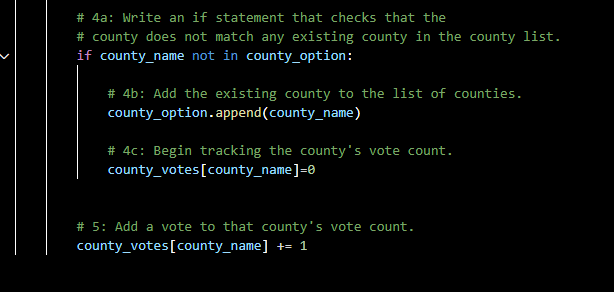 # 4a: Write an if statement that checks that the
# county does not match any existing county in the county list.
if county_name not in county_option:
# 4b: Add the existing county to the list of counties.
county_option.append(county_name)
# 4c: Begin tracking the county's vote count.
county_votes[county_name]=0
# 5: Add a vote to that county's vote count.
county_votes[county_name] += 1